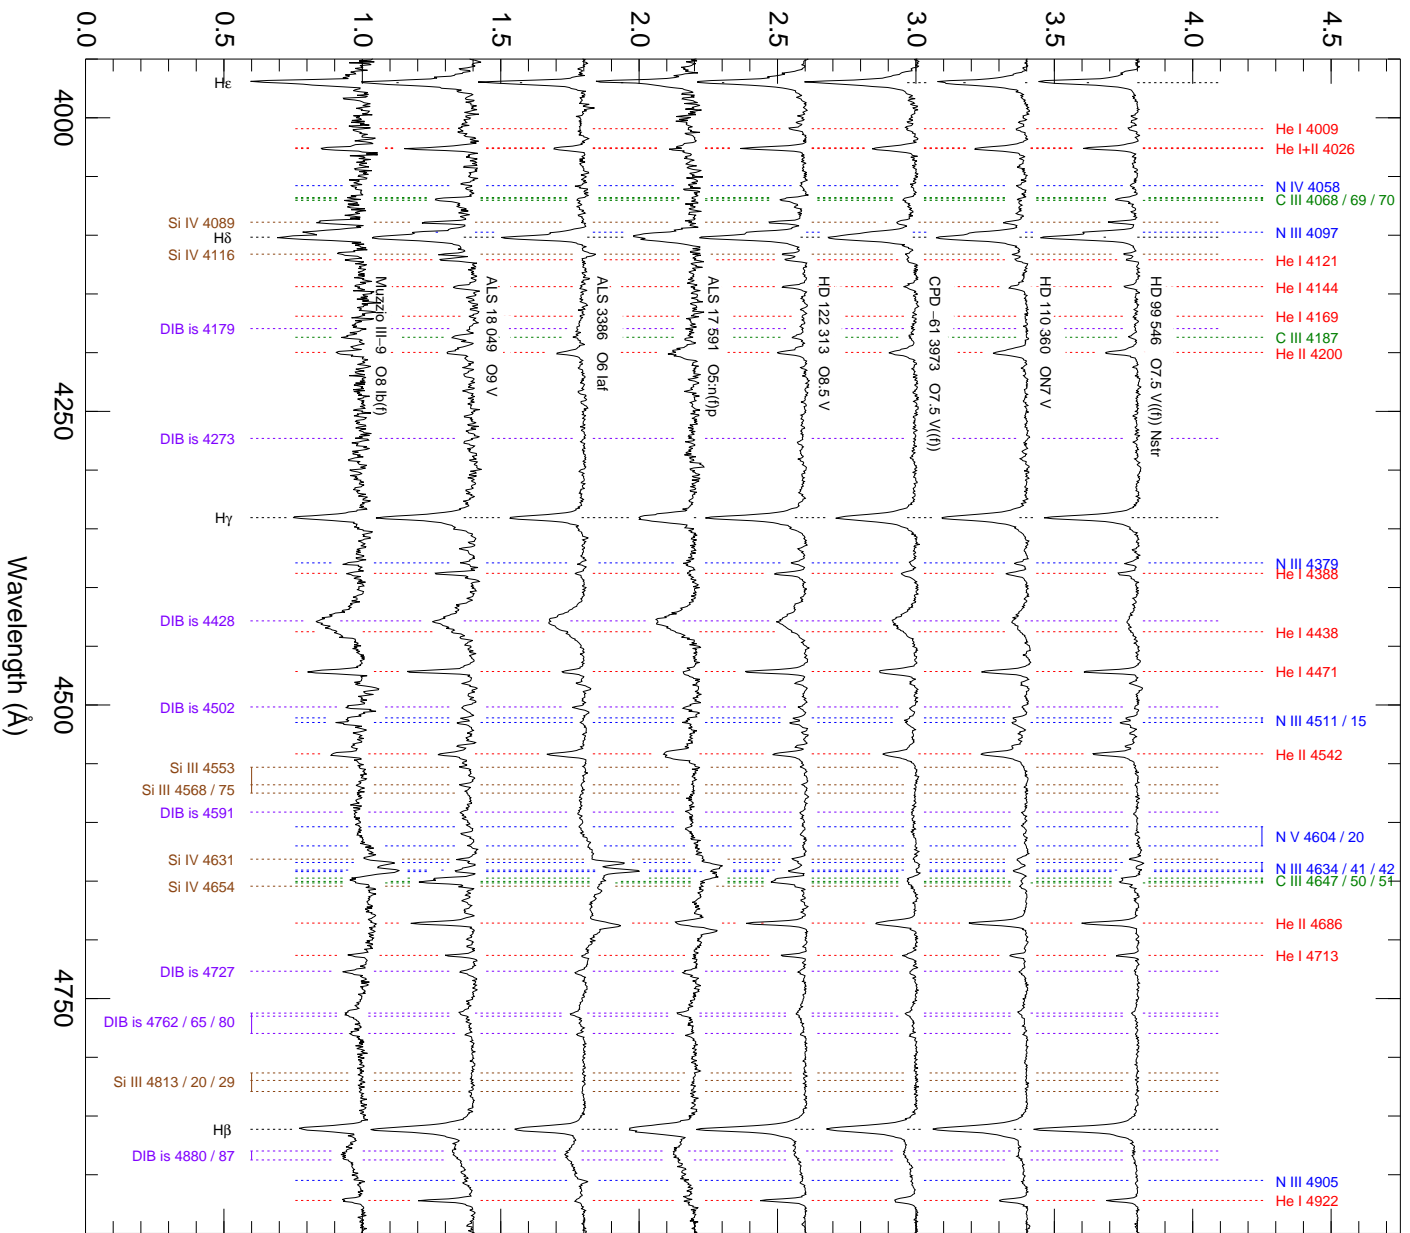 0.0
0.5
1.0
1.5
2.0
2.5
3.0
3.5
4.0
4.5
4000
4250
4500
4750
Wavelength (Å)
He I 4009
He I+II 4026
N IV 4058
C III 4068 / 69 / 70
N III 4097
He I 4121
He I 4144
He I 4169
C III 4187
He II 4200
N III 4379
He I 4388
He I 4438
He I 4471
N III 4511 / 15
He II 4542
N V 4604 / 20
N III 4634 / 41 / 42
C III 4647 / 50 / 51
He II 4686
He I 4713
N III 4905
He I 4922
Hε
Si IV 4089
Hδ
Si IV 4116
DIB is 4179
DIB is 4273
Hγ
DIB is 4428
DIB is 4502
Si III 4553
Si III 4568 / 75
DIB is 4591
Si IV 4631
Si IV 4654
DIB is 4727
DIB is 4762 / 65 / 80
Si III 4813 / 20 / 29
Hβ
DIB is 4880 / 87
HD 99 546 O7.5 V((f)) Nstr
HD 110 360 ON7 V
CPD −61 3973 O7.5 V((f))
HD 122 313 O8.5 V
ALS 17 591 O5:n(f)p
ALS 3386 O6 Iaf
ALS 18 049 O9 V
Muzzio III−9 O8 Ib(f)